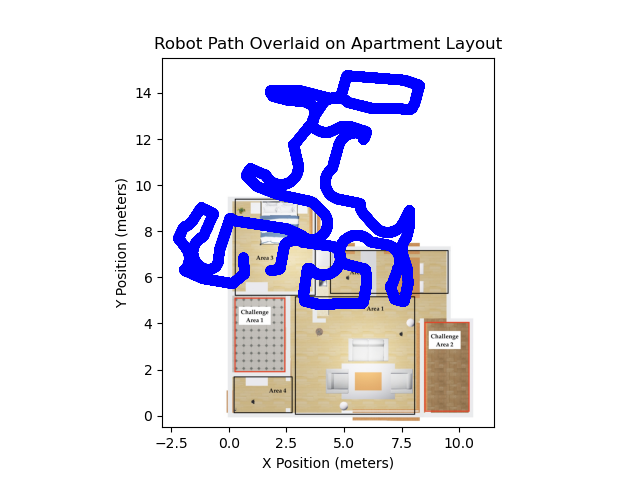 Robot Path Overlaid on Apartment Layout
Y Position (meters)
14
12
10
8
6
4
2
0
Area 3
Challenge
Area 1
Area 1
Challenge
Area 2
Area 4
−2.5 0.0 2.5 5.0 7.5 10.0
X Position (meters)